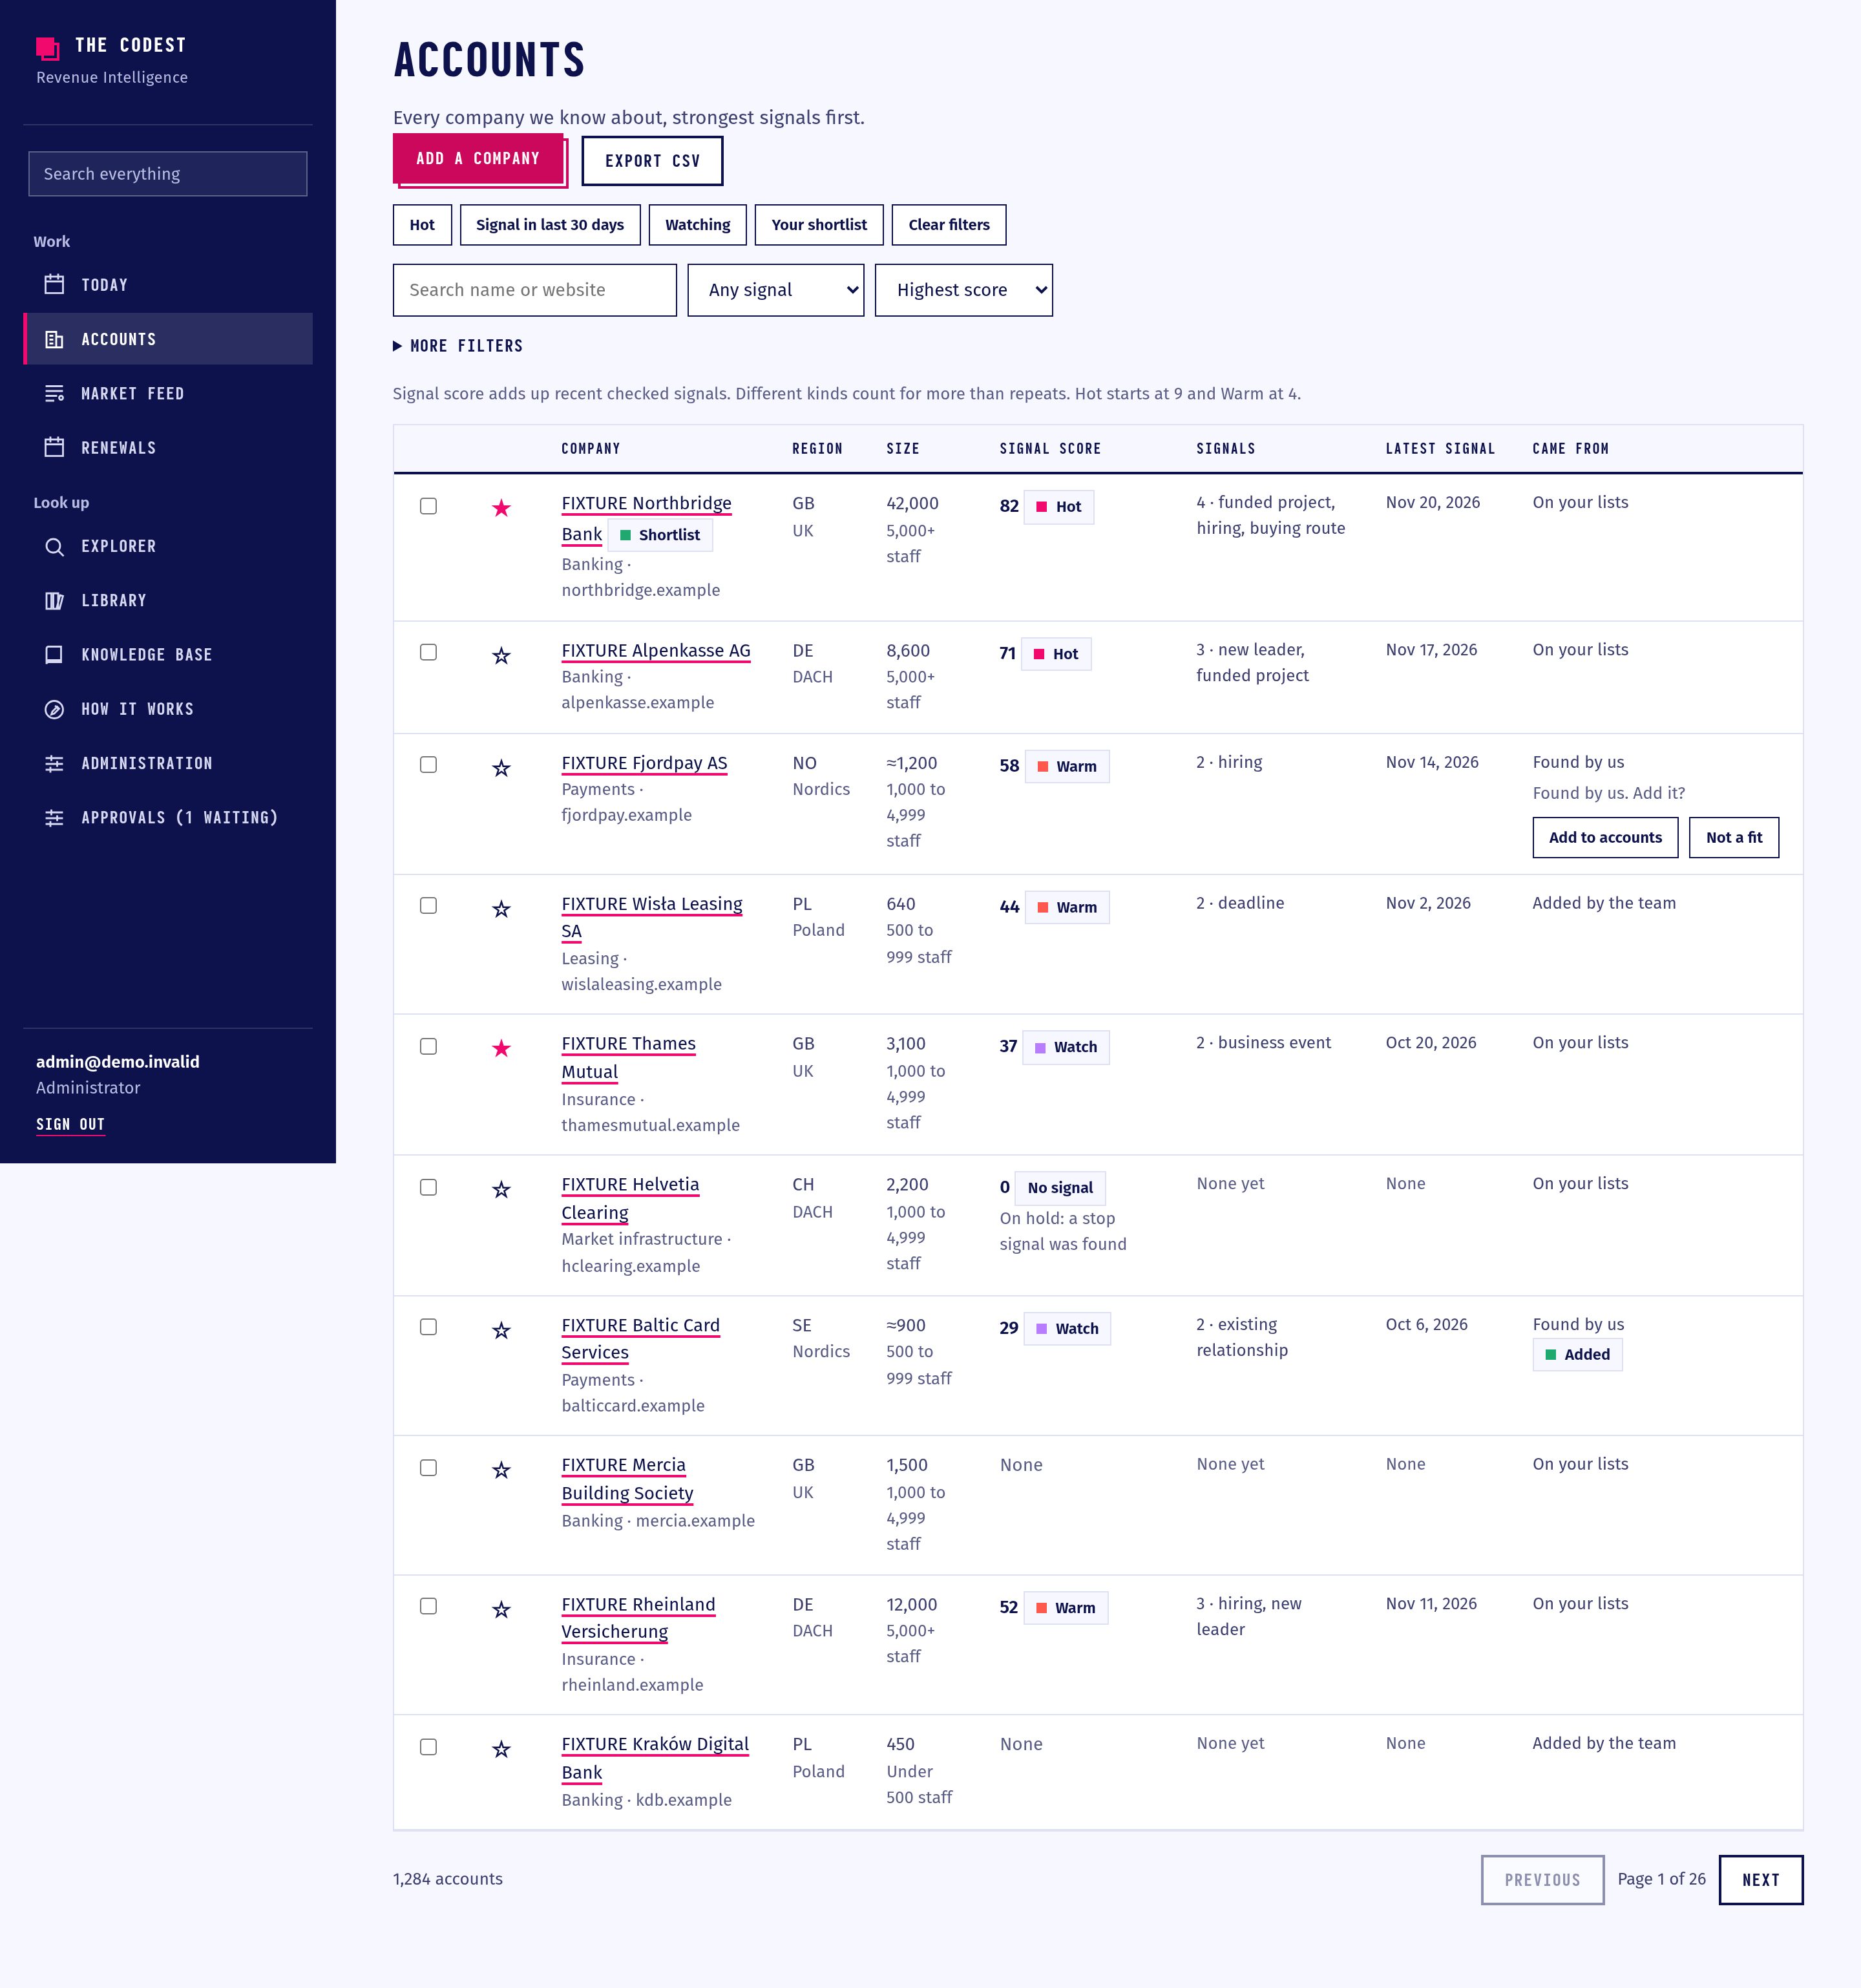 THE CODEST
Revenue Intelligence
Search everything
Work
TODAY
ACCOUNTS
MARKET FEED
RENEWALS
Look up
EXPLORER
LIBRARY
KNOWLEDGE BASE
HOW IT WORKS
ADMINISTRATION
APPROVALS (1 WAITING)
admin@demo.invalid
Administrator
SIGN OUT
ACCOUNTS
Every company we know about, strongest signals first.
ADD A COMPANY
EXPORT CSV
Hot
Signal in last 30 days
Watching
Your shortlist
Clear filters
Search name or website
Any signal
Highest score
MORE FILTERS
Signal score adds up recent checked signals. Different kinds count for more than repeats. Hot starts at 9 and Warm at 4.
COMPANY
REGION
SIZE
SIGNAL SCORE
SIGNALS
LATEST SIGNAL
CAME FROM
FIXTURE Northbridge
Bank
Shortlist
Banking ·
northbridge.example
GB
UK
42,000
5,000+
staff
82
Hot
4 · funded project,
hiring, buying route
Nov 20, 2026
On your lists
FIXTURE Alpenkasse AG
Banking ·
alpenkasse.example
DE
DACH
8,600
5,000+
staff
71
Hot
3 · new leader,
funded project
Nov 17, 2026
On your lists
FIXTURE Fjordpay AS
Payments ·
fjordpay.example
NO
Nordics
≈1,200
1,000 to
4,999
staff
58
Warm
2 · hiring
Nov 14, 2026
Found by us
Found by us. Add it?
Add to accounts
Not a fit
FIXTURE Wisła Leasing
SA
Leasing ·
wislaleasing.example
PL
Poland
640
500 to
999 staff
44
Warm
2 · deadline
Nov 2, 2026
Added by the team
FIXTURE Thames
Mutual
Insurance ·
thamesmutual.example
GB
UK
3,100
1,000 to
4,999
staff
37
Watch
2 · business event
Oct 20, 2026
On your lists
FIXTURE Helvetia
Clearing
Market infrastructure ·
hclearing.example
CH
DACH
2,200
1,000 to
4,999
staff
0
No signal
On hold: a stop
signal was found
None yet
None
On your lists
FIXTURE Baltic Card
Services
Payments ·
balticcard.example
SE
Nordics
≈900
500 to
999 staff
29
Watch
2 · existing
relationship
Oct 6, 2026
Found by us
Added
FIXTURE Mercia
Building Society
Banking · mercia.example
GB
UK
1,500
1,000 to
4,999
staff
None
None yet
None
On your lists
FIXTURE Rheinland
Versicherung
Insurance ·
rheinland.example
DE
DACH
12,000
5,000+
staff
52
Warm
3 · hiring, new
leader
Nov 11, 2026
On your lists
FIXTURE Kraków Digital
Bank
Banking · kdb.example
PL
Poland
450
Under
500 staff
None
None yet
None
Added by the team
1,284 accounts
PREVIOUS
Page 1 of 26
NEXT